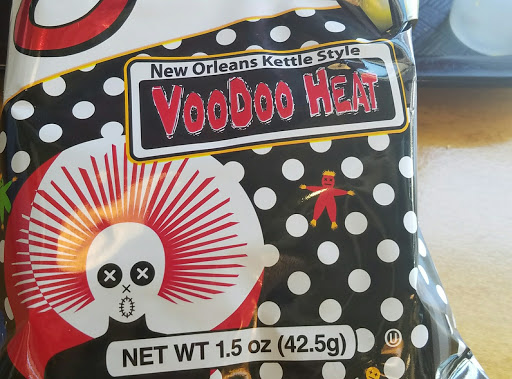 New Orleans Kettle Style
VOODOO HEAT
NET WT 1.5 oz (42.5g)
U